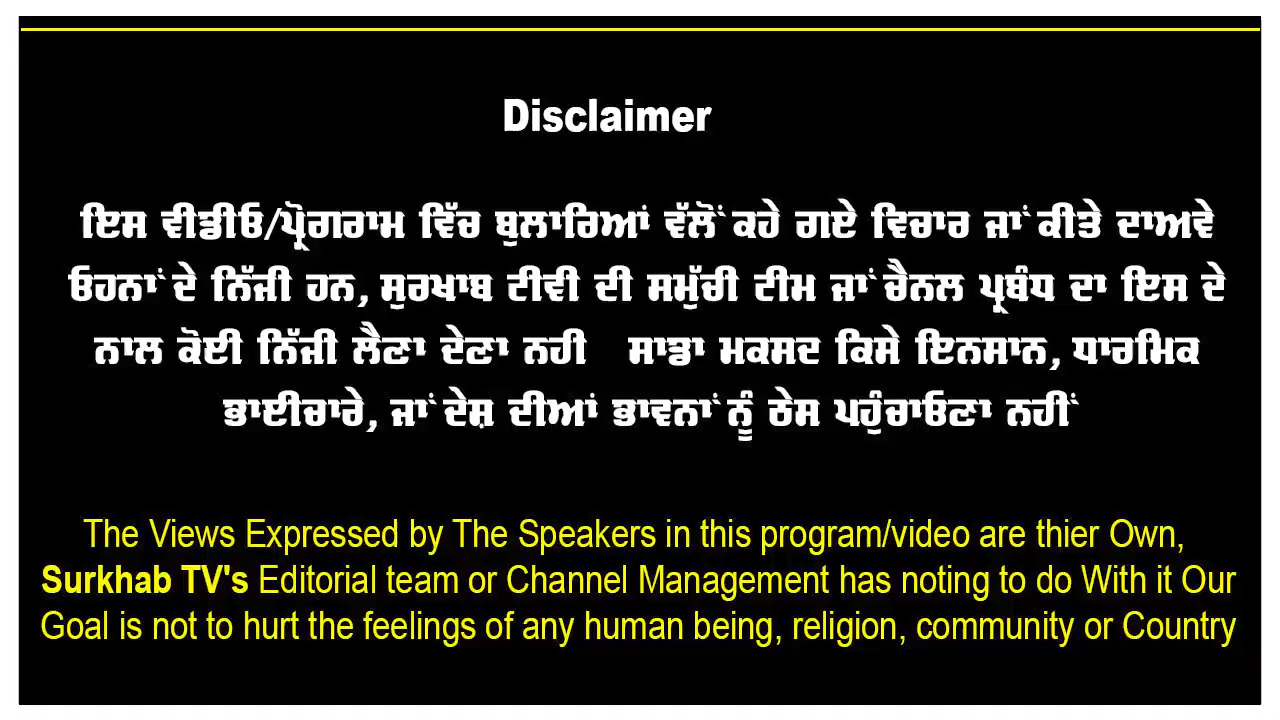 Disclaimer
ਇਸ ਵੀਡੀਓ/ਪ੍ਰੋਗਰਾਮ ਵਿੱਚ ਬੁਲਾਰਿਆਂ ਵੱਲੋਂ ਕਹੇ ਗਏ ਵਿਚਾਰ ਜਾਂ ਕੀਤੇ ਦਾਅਵੇ
ਓਹਨਾਂ ਦੇ ਨਿੱਜੀ ਹਨ, ਸੁਰਖਾਬ ਟੀਵੀ ਦੀ ਸਮੁੱਚੀ ਟੀਮ ਜਾਂ ਚੈਨਲ ਪ੍ਰਬੰਧ ਦਾ ਇਸ ਦੇ
ਨਾਲ ਕੋਈ ਨਿੱਜੀ ਲੈਣਾ ਦੇਣਾ ਨਹੀ ਸਾਡਾ ਮਕਸਦ ਕਿਸੇ ਇਨਸਾਨ, ਧਾਰਮਿਕ
ਭਾਈਚਾਰੇ, ਜਾਂ ਦੇਸ਼ ਦੀਆਂ ਭਾਵਨਾਂ ਨੂੰ ਠੇਸ ਪਹੁੰਚਾਓਣਾ ਨਹੀਂ
The Views Expressed by The Speakers in this program/video are thier Own,
Surkhab TV's Editorial team or Channel Management has noting to do With it Our
Goal is not to hurt the feelings of any human being, religion, community or Country